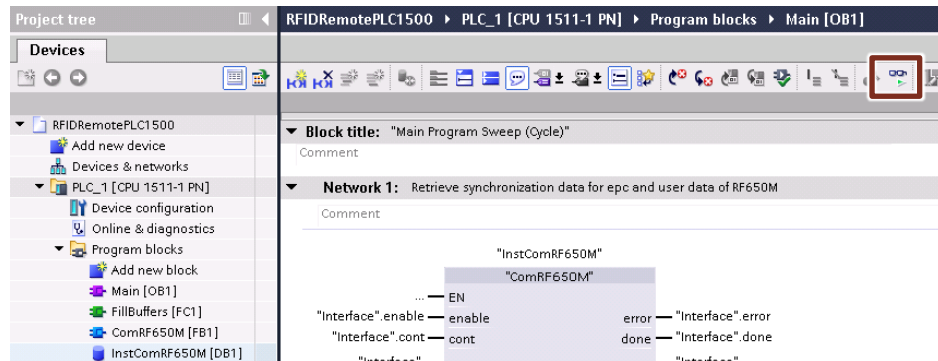 Project tree
RFIDRemotePLC1500 ▸ PLC_1 [CPU 1511-1 PN] ▸ Program blocks ▸ Main [OB1]
Devices
RFIDRemotePLC1500
Add new device
Devices & networks
PLC_1 [CPU 1511-1 PN]
Device configuration
Online & diagnostics
Program blocks
Add new block
Main [OB1]
FillBuffers [FC1]
ComRF650M [FB1]
InstComRF650M [DB1]
Block title: "Main Program Sweep (Cycle)"
Comment
Network 1: Retrieve synchronization data for epc and user data of RF650M
Comment
"InstComRF650M"
"ComRF650M"
... EN
"Interface".enable enable error "Interface".error
"Interface".cont cont done "Interface".done
"Interface" "Interface"